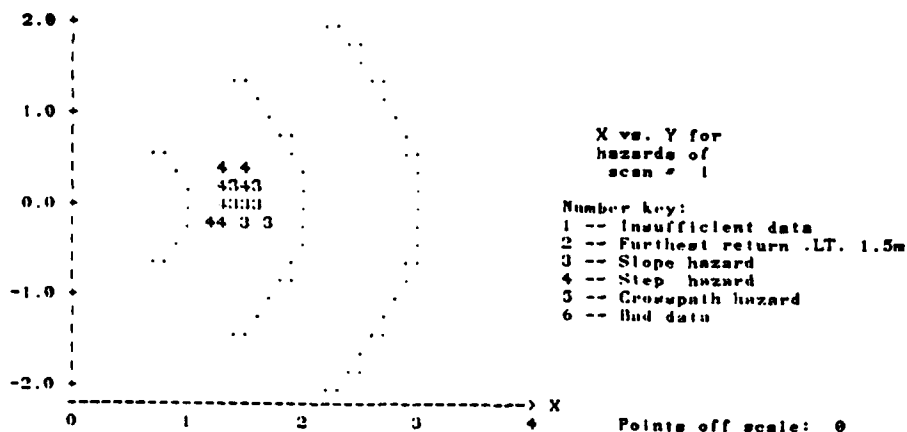 2.0
1.0
0.0
-1.0
-2.0
4 4
4343
4333
44 3 3
0 1 2 3 4
X
X vs. Y for
hazards of
scan # 1
Number key:
1 -- Insufficient data
2 -- Furthest return .LT. 1.5m
3 -- Slope hazard
4 -- Step hazard
5 -- Crosspath hazard
6 -- Bad data
Points off scale: 0